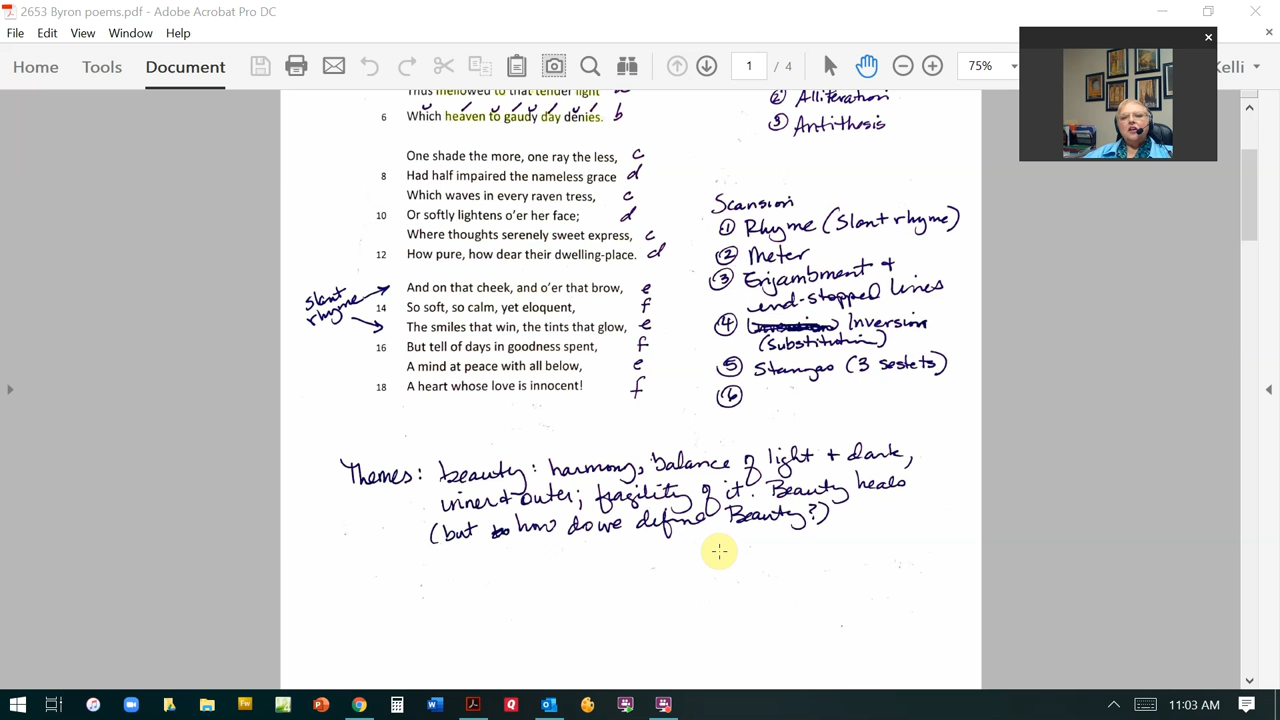 2653 Byron poems.pdf - Adobe Acrobat Pro DC
File Edit View Window Help
Home Tools Document 1 / 4 75% Kelli
Thus mellowed to that tender light a
6 Which heaven to gaudy day denies. b
② Alliteration
③ Antithesis
One shade the more, one ray the less, c
8 Had half impaired the nameless grace d
Which waves in every raven tress, c
10 Or softly lightens o'er her face; d
Where thoughts serenely sweet express, c
12 How pure, how dear their dwelling-place. d
Scansion
① Rhyme (Slant rhyme)
② Meter
③ Enjambment +
end-stopped lines
④ Inversion
(substitution)
⑤ Stanzas (3 sestets)
⑥
slant
rhyme
And on that cheek, and o'er that brow, e
14 So soft, so calm, yet eloquent, f
The smiles that win, the tints that glow, e
16 But tell of days in goodness spent, f
A mind at peace with all below, e
18 A heart whose love is innocent! f
Themes: beauty: harmony, balance of light + dark,
inner + outer; fragility of it. Beauty heals
(but how do we define Beauty?)
11:03 AM